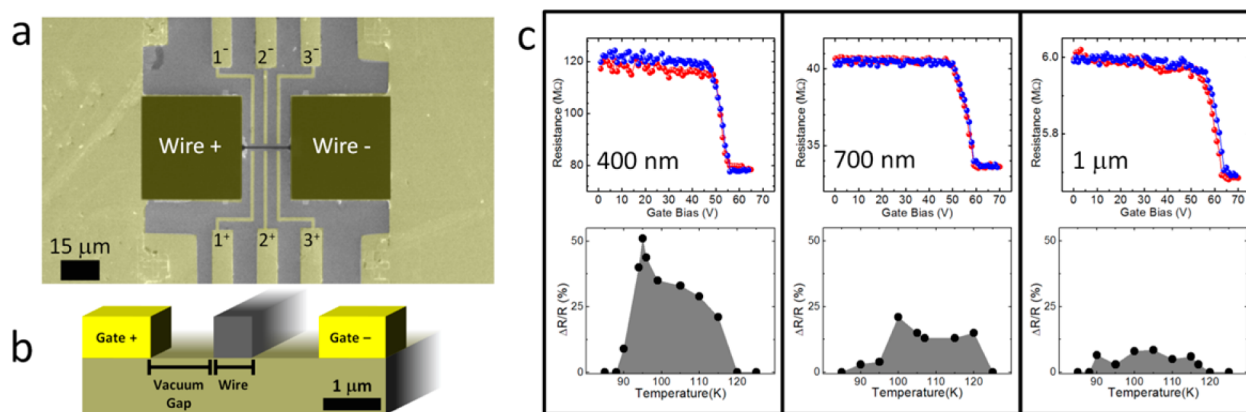 a
1⁻ 2⁻ 3⁻
Wire + Wire -
1⁺ 2⁺ 3⁺
15 μm
b
Gate + Gate –
Vacuum Wire
Gap
1 μm
c
Resistance (MΩ)
120
100
80
400 nm
0 10 20 30 40 50 60 70
Gate Bias (V)
Resistance (MΩ)
40
35
700 nm
0 10 20 30 40 50 60 70
Gate Bias (V)
Resistance (MΩ)
6.0
5.8
1 μm
0 10 20 30 40 50 60 70
Gate Bias (V)
ΔR/R (%)
50
25
0
90 100 110 120
Temperature(K)
ΔR/R (%)
50
25
0
90 100 110 120
Temperature(K)
ΔR/R (%)
50
25
0
90 100 110 120
Temperature(K)